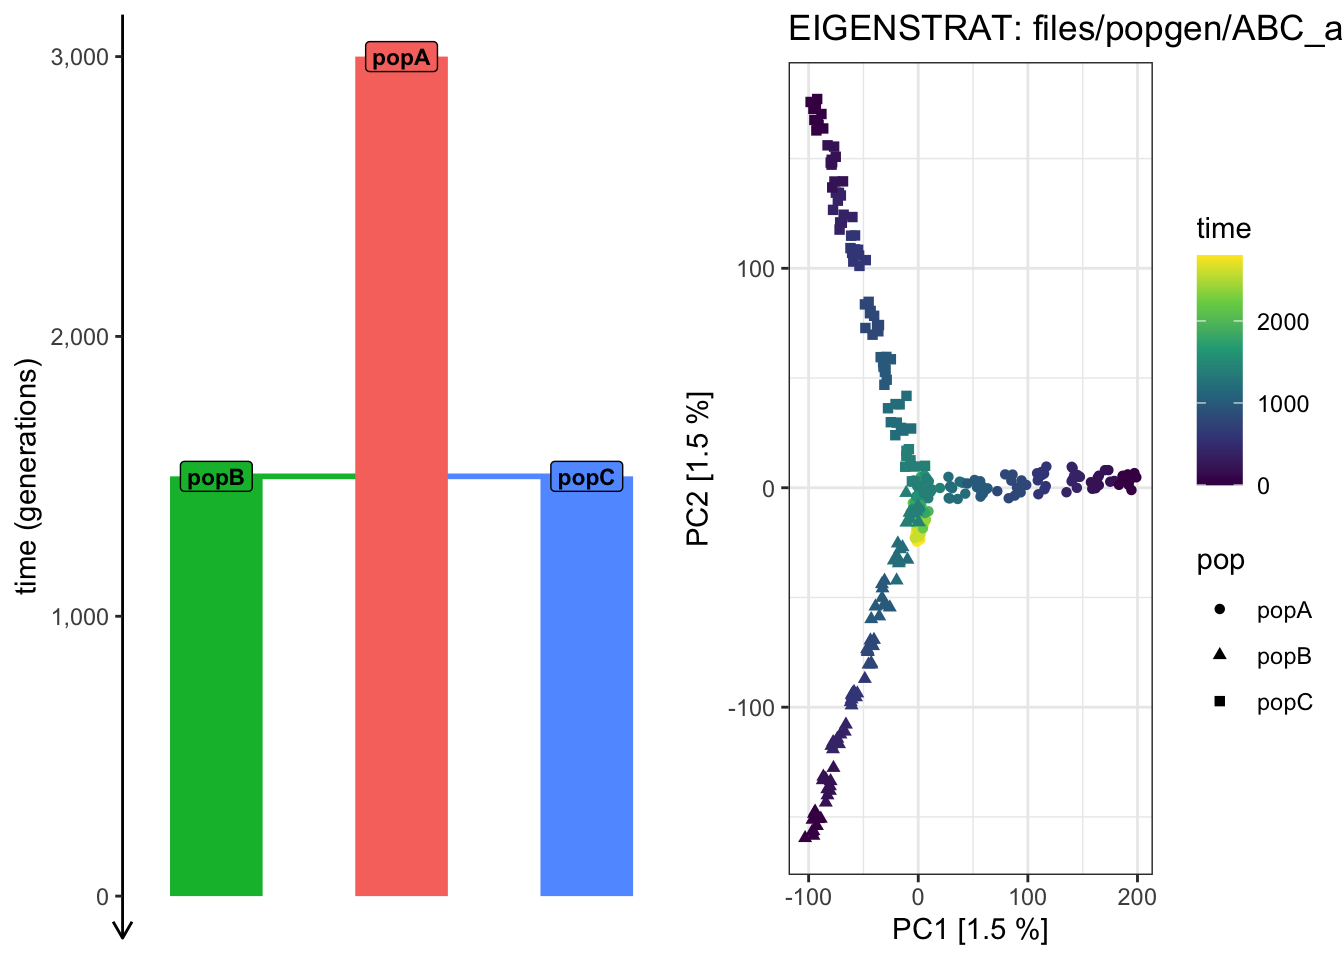 time (generations)
3,000
2,000
1,000
0
popA
popB
popC
EIGENSTRAT: files/popgen/ABC_a
PC2 [1.5 %]
100
0
-100
-100
0
100
200
PC1 [1.5 %]
time
2000
1000
0
pop
popA
popB
popC